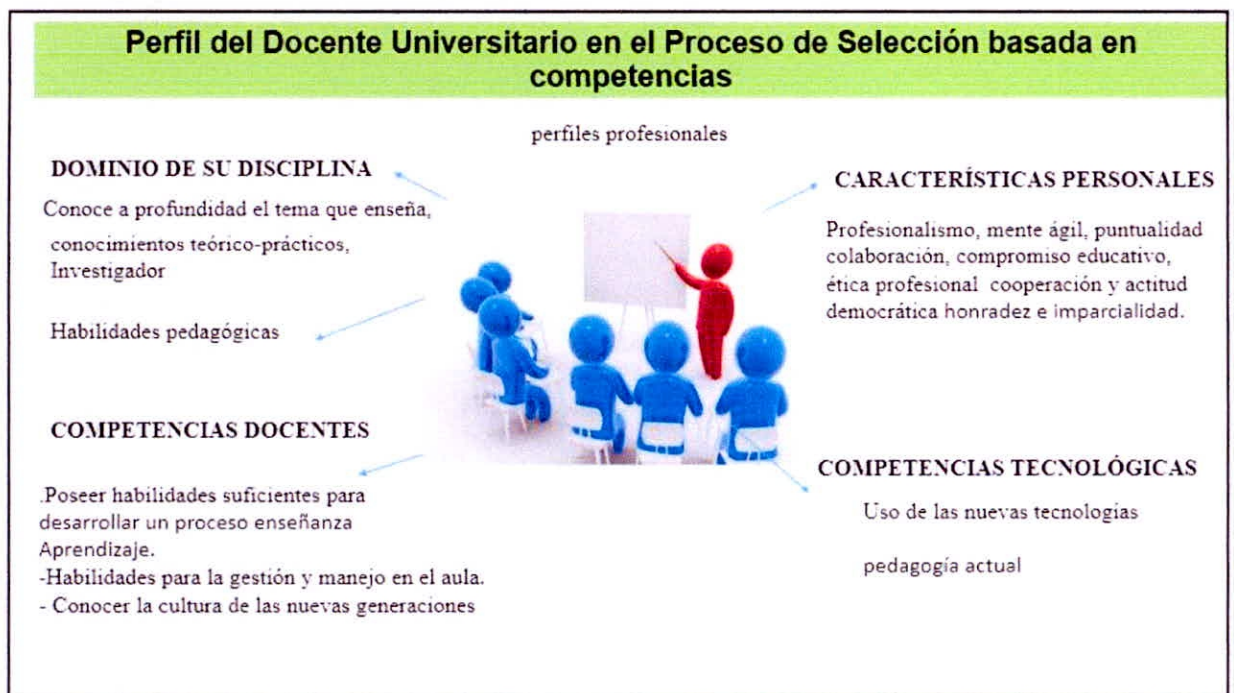 Perfil del Docente Universitario en el Proceso de Selección basada en
competencias
perfiles profesionales
DOMINIO DE SU DISCIPLINA
Conoce a profundidad el tema que enseña,
conocimientos teórico-prácticos,
Investigador
Habilidades pedagógicas
COMPETENCIAS DOCENTES
.Poseer habilidades suficientes para
desarrollar un proceso enseñanza
Aprendizaje.
-Habilidades para la gestión y manejo en el aula.
- Conocer la cultura de las nuevas generaciones
CARACTERÍSTICAS PERSONALES
Profesionalismo, mente ágil, puntualidad
colaboración, compromiso educativo,
ética profesional cooperación y actitud
democrática honradez e imparcialidad.
COMPETENCIAS TECNOLÓGICAS
Uso de las nuevas tecnologías
pedagogía actual